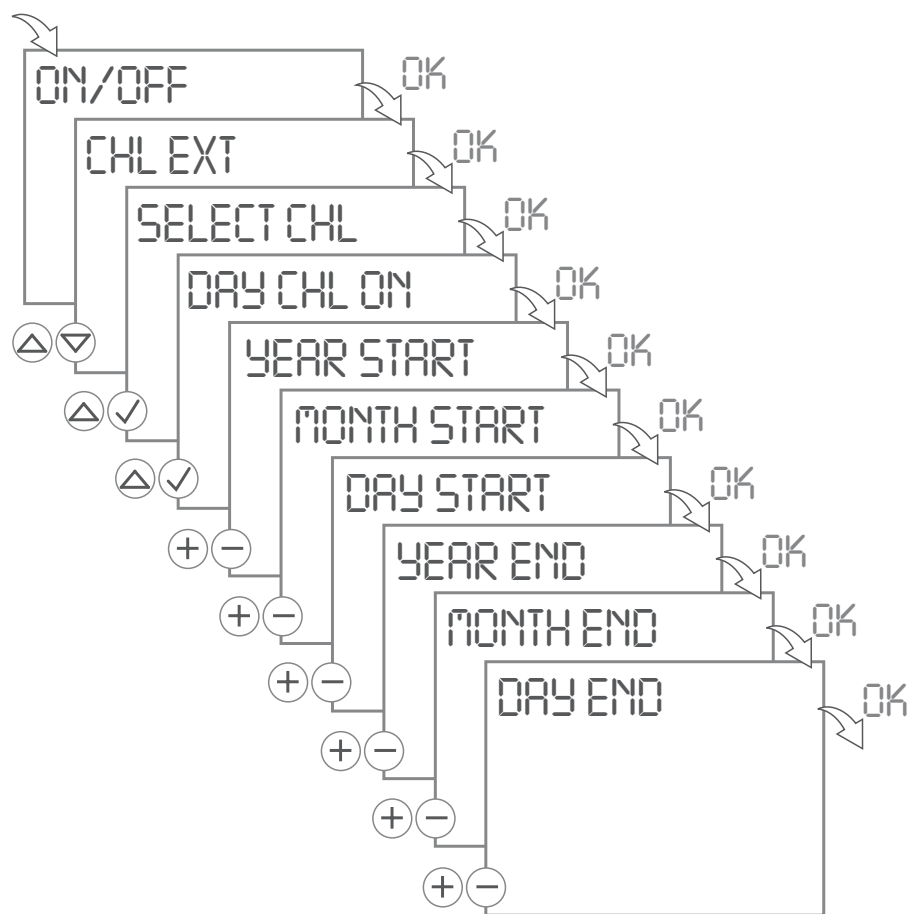 ON/OFF
OK
CHL EXT
OK
SELECT CHL
OK
DAY CHL ON
OK
YEAR START
OK
MONTH START
OK
DAY START
OK
YEAR END
OK
MONTH END
OK
DAY END
OK